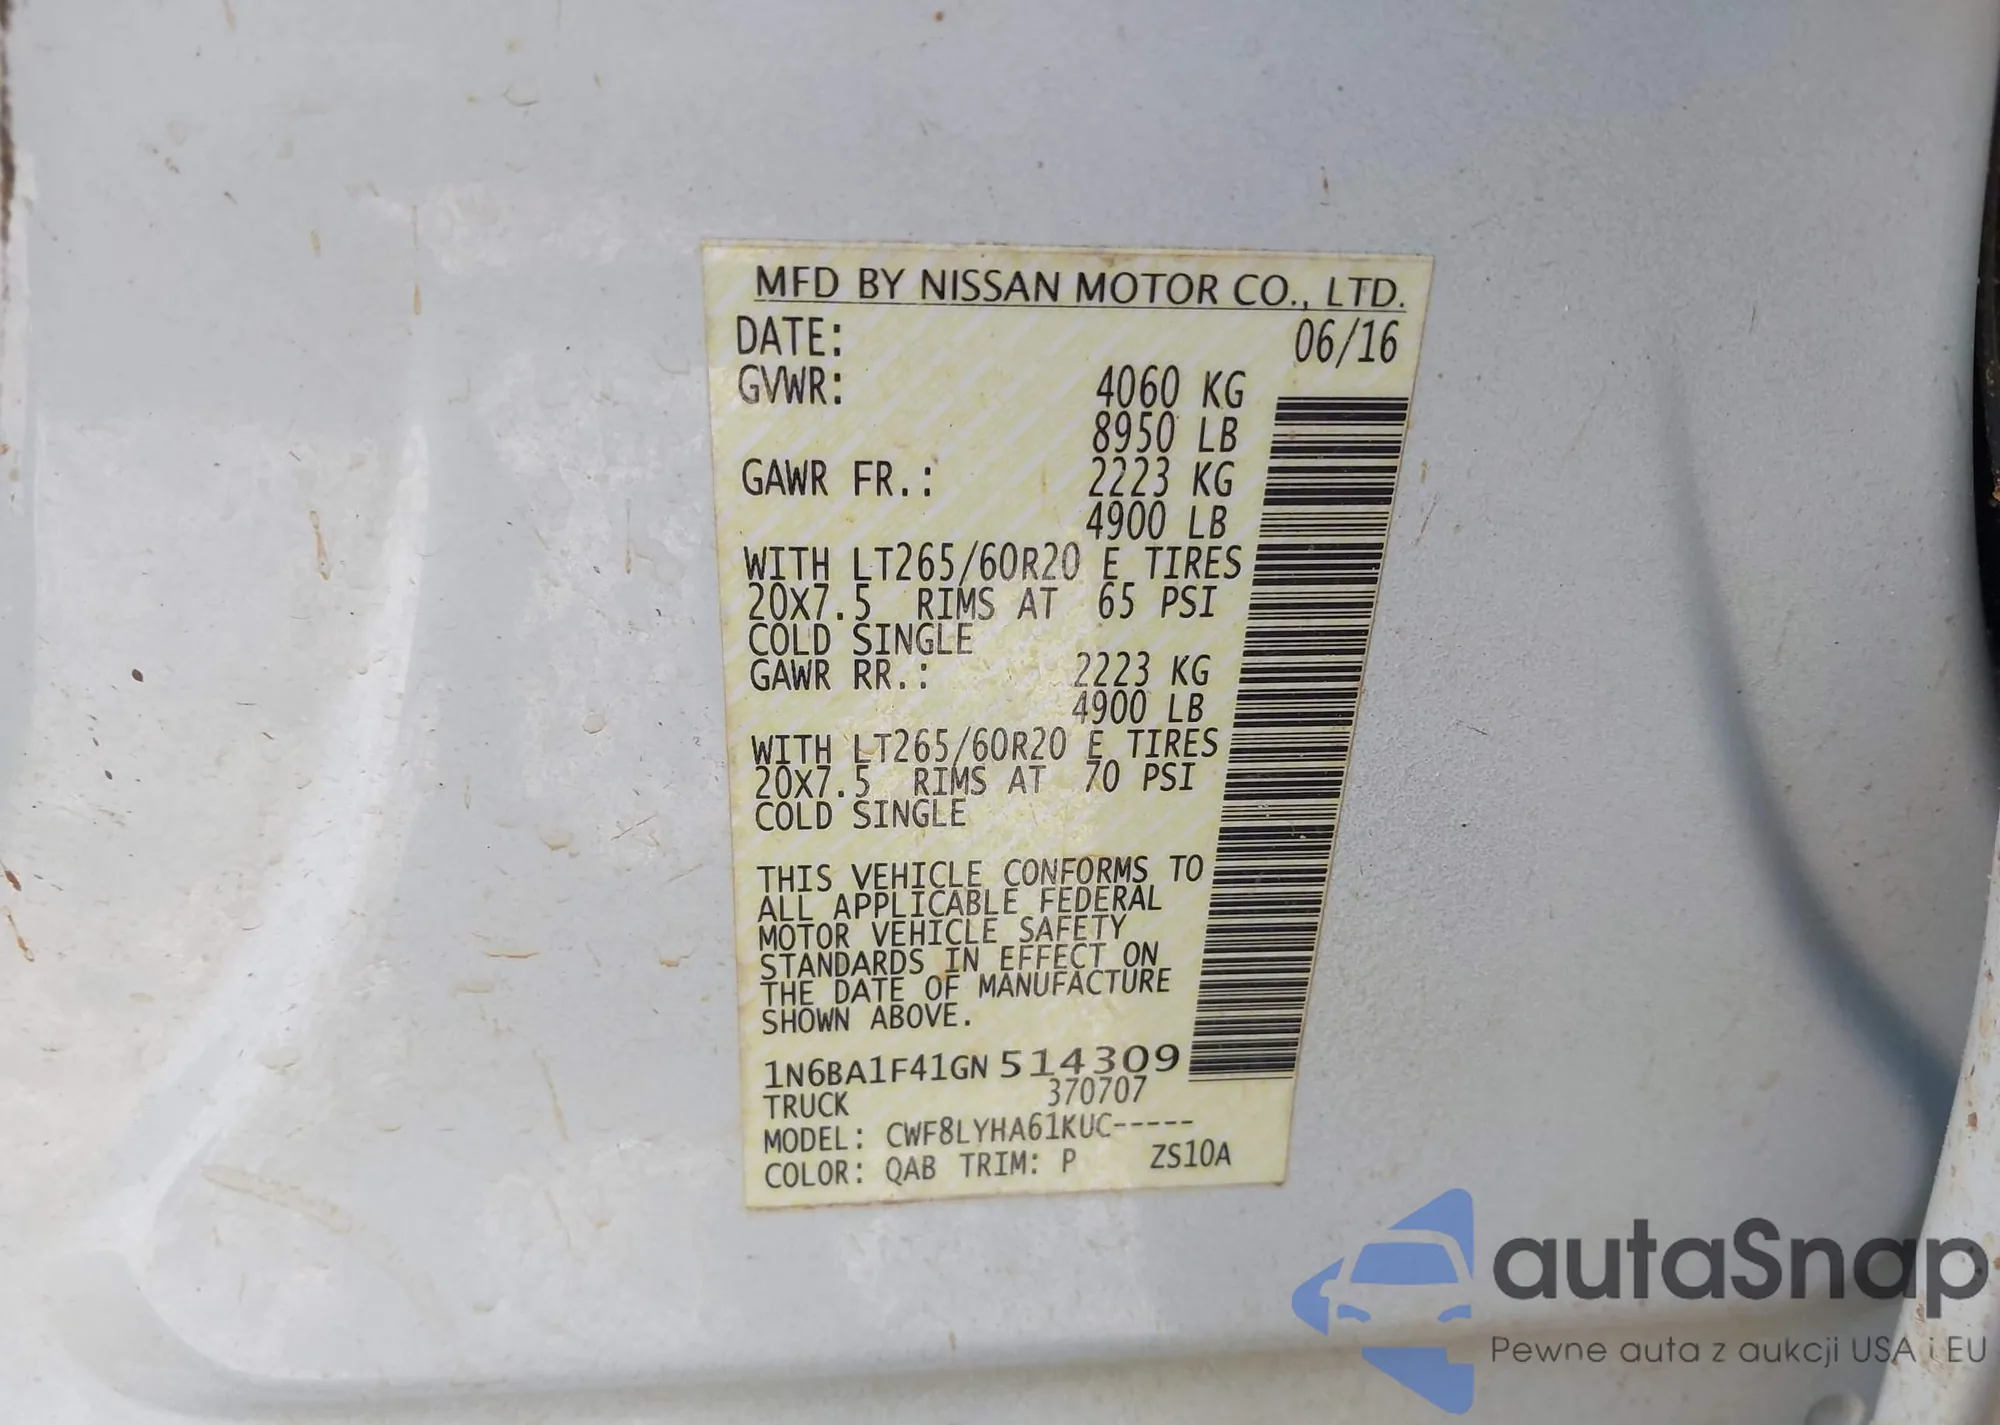 MFD BY NISSAN MOTOR CO., LTD.
DATE: 06/16
GVWR: 4060 KG
8950 LB
GAWR FR.: 2223 KG
4900 LB
WITH LT265/60R20 E TIRES
20X7.5 RIMS AT 65 PSI
COLD SINGLE
GAWR RR.: 2223 KG
4900 LB
WITH LT265/60R20 E TIRES
20X7.5 RIMS AT 70 PSI
COLD SINGLE
THIS VEHICLE CONFORMS TO
ALL APPLICABLE FEDERAL
MOTOR VEHICLE SAFETY
STANDARDS IN EFFECT ON
THE DATE OF MANUFACTURE
SHOWN ABOVE.
1N6BA1F41GN514309
TRUCK 370707
MODEL: CWF8LYHA61KUC-----
COLOR: QAB TRIM: P ZS10A
autaSnap
Pewne auta z aukcji USA i EU